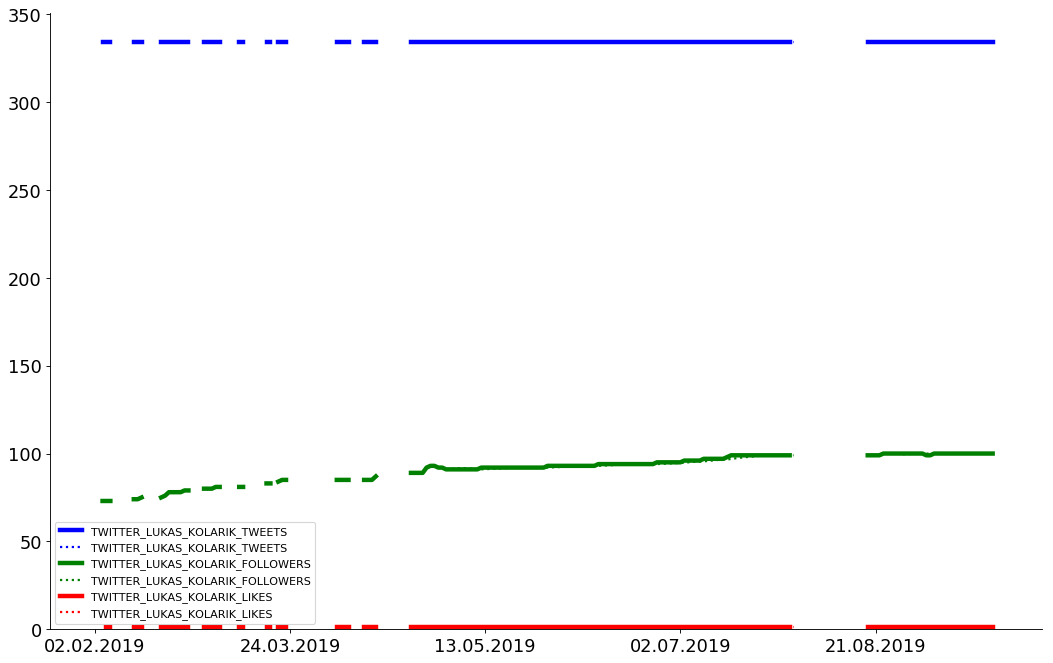 350
300
250
200
150
100
50
0
TWITTER_LUKAS_KOLARIK_TWEETS
TWITTER_LUKAS_KOLARIK_TWEETS
TWITTER_LUKAS_KOLARIK_FOLLOWERS
TWITTER_LUKAS_KOLARIK_FOLLOWERS
TWITTER_LUKAS_KOLARIK_LIKES
TWITTER_LUKAS_KOLARIK_LIKES
02.02.2019 24.03.2019 13.05.2019 02.07.2019 21.08.2019